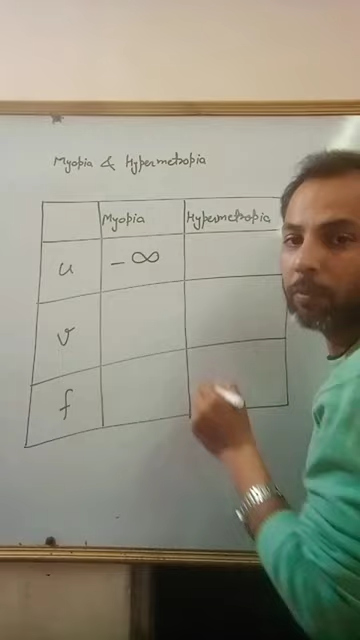 Myopia & Hypermetropia
Myopia Hypermetropia
u - ∞
v
f